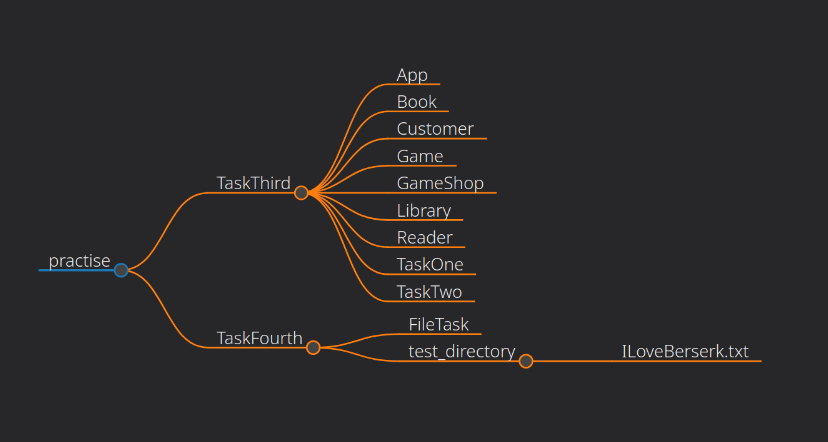 App
Book
Customer
Game
TaskThird
GameShop
Library
Reader
practise
TaskOne
TaskTwo
FileTask
TaskFourth
test_directory
ILoveBerserk.txt